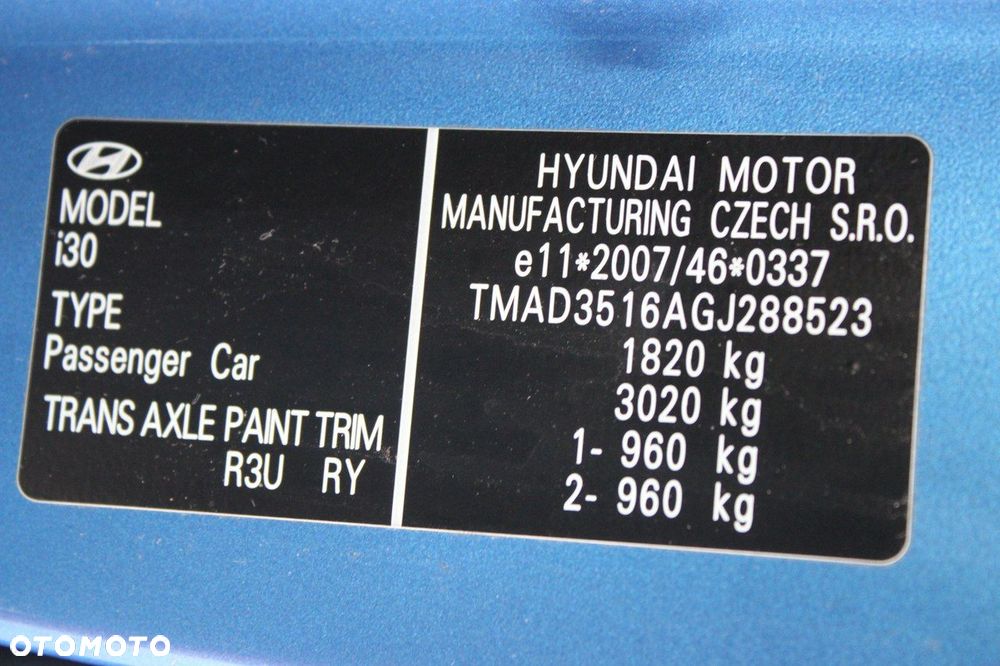 MODEL
i30
TYPE
Passenger Car
TRANS AXLE PAINT TRIM
R3U RY
HYUNDAI MOTOR
MANUFACTURING CZECH S.R.O.
e11*2007/46*0337
TMAD3516AGJ288523
1820 kg
3020 kg
1- 960 kg
2- 960 kg
OTOMOTO